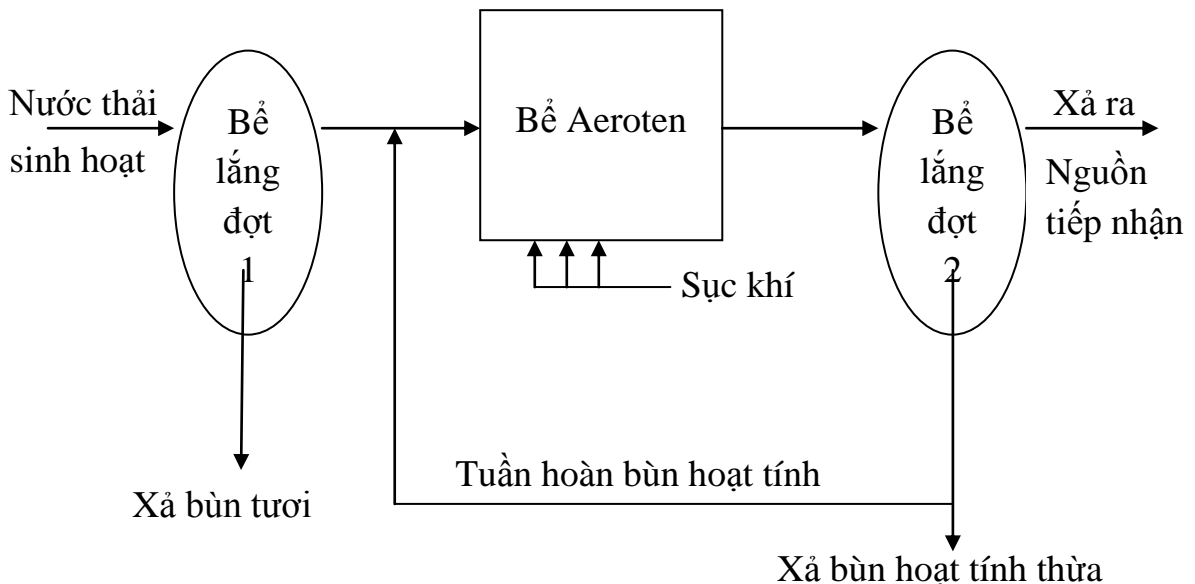 Nước thải
sinh hoạt
Bể
lắng
đợt
1
Bể Aeroten
Sục khí
Bể
lắng
đợt
2
Xả ra
Nguồn
tiếp nhận
Tuần hoàn bùn hoạt tính
Xả bùn tươi
Xả bùn hoạt tính thừa